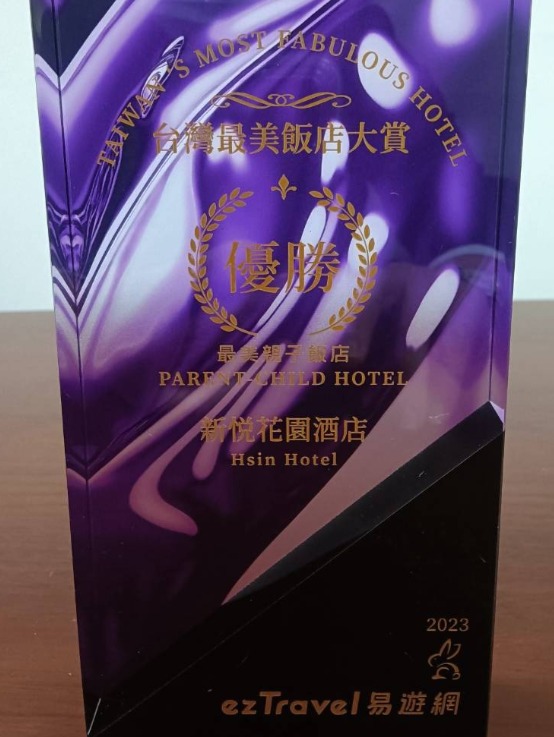 TAIWAN'S MOST FABULOUS HOTEL
台灣最美飯店大賞
優勝
最美親子飯店
PARENT-CHILD HOTEL
新悦花園酒店
Hsin Hotel
2023
ezTravel易遊網